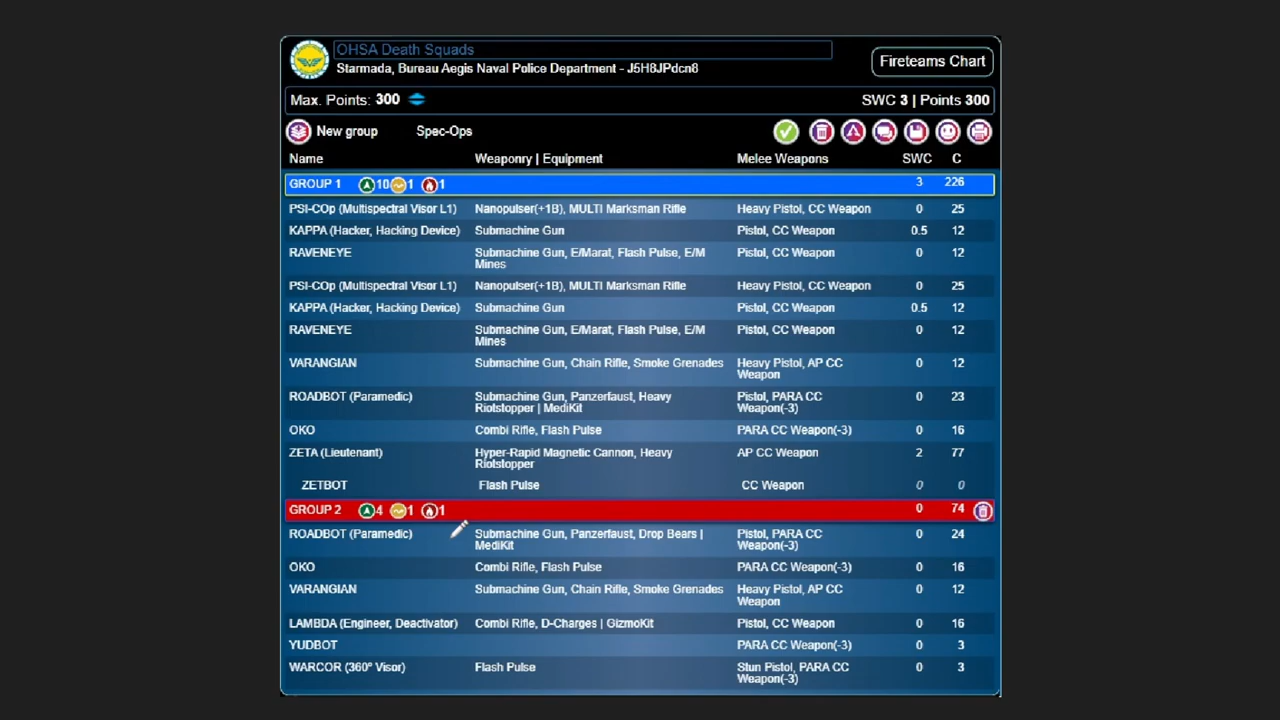 OHSA Death Squads
Starmada, Bureau Aegis Naval Police Department - J5H8JPdcn8
Fireteams Chart
Max. Points: 300 SWC 3 | Points 300
New group Spec-Ops
Name Weaponry | Equipment Melee Weapons SWC C
GROUP 1 10 1 1 3 226
PSI-COp (Multispectral Visor L1) Nanopulser(+1B), MULTI Marksman Rifle Heavy Pistol, CC Weapon 0 25
KAPPA (Hacker, Hacking Device) Submachine Gun Pistol, CC Weapon 0.5 12
RAVENEYE Submachine Gun, E/Marat, Flash Pulse, E/M Pistol, CC Weapon 0 12
Mines
PSI-COp (Multispectral Visor L1) Nanopulser(+1B), MULTI Marksman Rifle Heavy Pistol, CC Weapon 0 25
KAPPA (Hacker, Hacking Device) Submachine Gun Pistol, CC Weapon 0.5 12
RAVENEYE Submachine Gun, E/Marat, Flash Pulse, E/M Pistol, CC Weapon 0 12
Mines
VARANGIAN Submachine Gun, Chain Rifle, Smoke Grenades Heavy Pistol, AP CC 0 12
Weapon
ROADBOT (Paramedic) Submachine Gun, Panzerfaust, Heavy Pistol, PARA CC 0 23
Riotstopper | MediKit Weapon(-3)
OKO Combi Rifle, Flash Pulse PARA CC Weapon(-3) 0 16
ZETA (Lieutenant) Hyper-Rapid Magnetic Cannon, Heavy AP CC Weapon 2 77
Riotstopper
ZETBOT Flash Pulse CC Weapon 0 0
GROUP 2 4 1 1 0 74
ROADBOT (Paramedic) Submachine Gun, Panzerfaust, Drop Bears | Pistol, PARA CC 0 24
MediKit Weapon(-3)
OKO Combi Rifle, Flash Pulse PARA CC Weapon(-3) 0 16
VARANGIAN Submachine Gun, Chain Rifle, Smoke Grenades Heavy Pistol, AP CC 0 12
Weapon
LAMBDA (Engineer, Deactivator) Combi Rifle, D-Charges | GizmoKit Pistol, CC Weapon 0 16
YUDBOT PARA CC Weapon(-3) 0 3
WARCOR (360º Visor) Flash Pulse Stun Pistol, PARA CC 0 3
Weapon(-3)